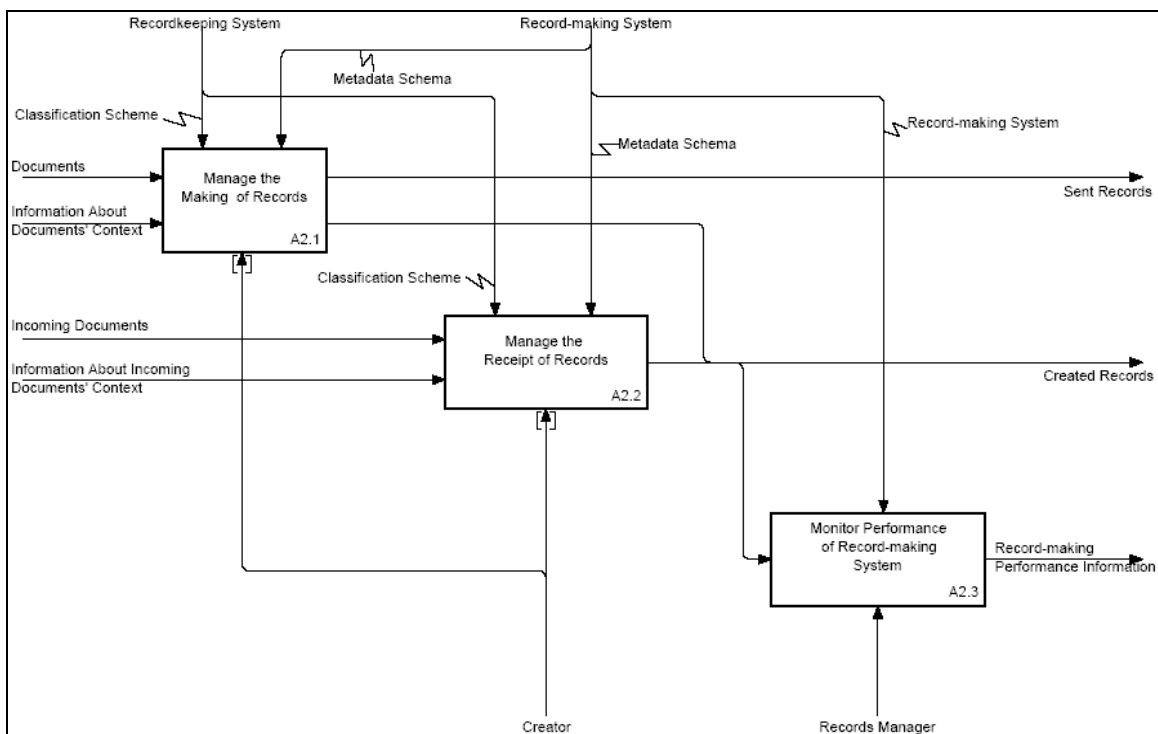 Recordkeeping System
Record-making System
Metadada Schema
Classification Scheme
Record-making System
Metadada Schema
Documents
Manage the
Making of Records
Sent Records
Information About
Documents' Context
A2.1
[ ]
Classification Scheme
Incoming Documents
Manage the
Receipt of Records
Information About Incoming
Documents' Context
Created Records
A2.2
[ ]
Monitor Performance
of Record-making
System
Record-making
Performance Information
A2.3
Creator
Records Manager